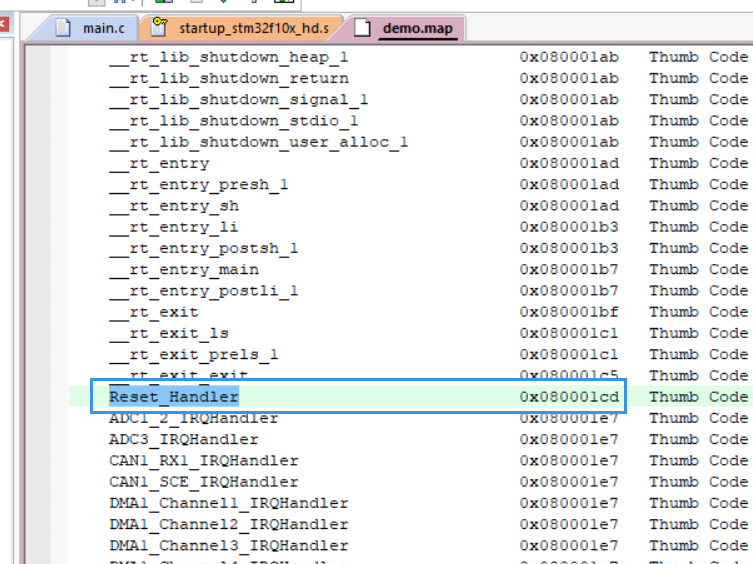 main.c startup_stm32f10x_hd.s demo.map
__rt_lib_shutdown_heap_1 0x080001ab Thumb Code
__rt_lib_shutdown_return 0x080001ab Thumb Code
__rt_lib_shutdown_signal_1 0x080001ab Thumb Code
__rt_lib_shutdown_stdio_1 0x080001ab Thumb Code
__rt_lib_shutdown_user_alloc_1 0x080001ab Thumb Code
__rt_entry 0x080001ad Thumb Code
__rt_entry_presh_1 0x080001ad Thumb Code
__rt_entry_sh 0x080001ad Thumb Code
__rt_entry_li 0x080001b3 Thumb Code
__rt_entry_postsh_1 0x080001b3 Thumb Code
__rt_entry_main 0x080001b7 Thumb Code
__rt_entry_postli_1 0x080001b7 Thumb Code
__rt_exit 0x080001bf Thumb Code
__rt_exit_ls 0x080001c1 Thumb Code
__rt_exit_prels_1 0x080001c1 Thumb Code
__rt_exit_exit 0x080001c5 Thumb Code
Reset_Handler 0x080001cd Thumb Code
ADC1_2_IRQHandler 0x080001e7 Thumb Code
ADC3_IRQHandler 0x080001e7 Thumb Code
CAN1_RX1_IRQHandler 0x080001e7 Thumb Code
CAN1_SCE_IRQHandler 0x080001e7 Thumb Code
DMA1_Channel1_IRQHandler 0x080001e7 Thumb Code
DMA1_Channel2_IRQHandler 0x080001e7 Thumb Code
DMA1_Channel3_IRQHandler 0x080001e7 Thumb Code